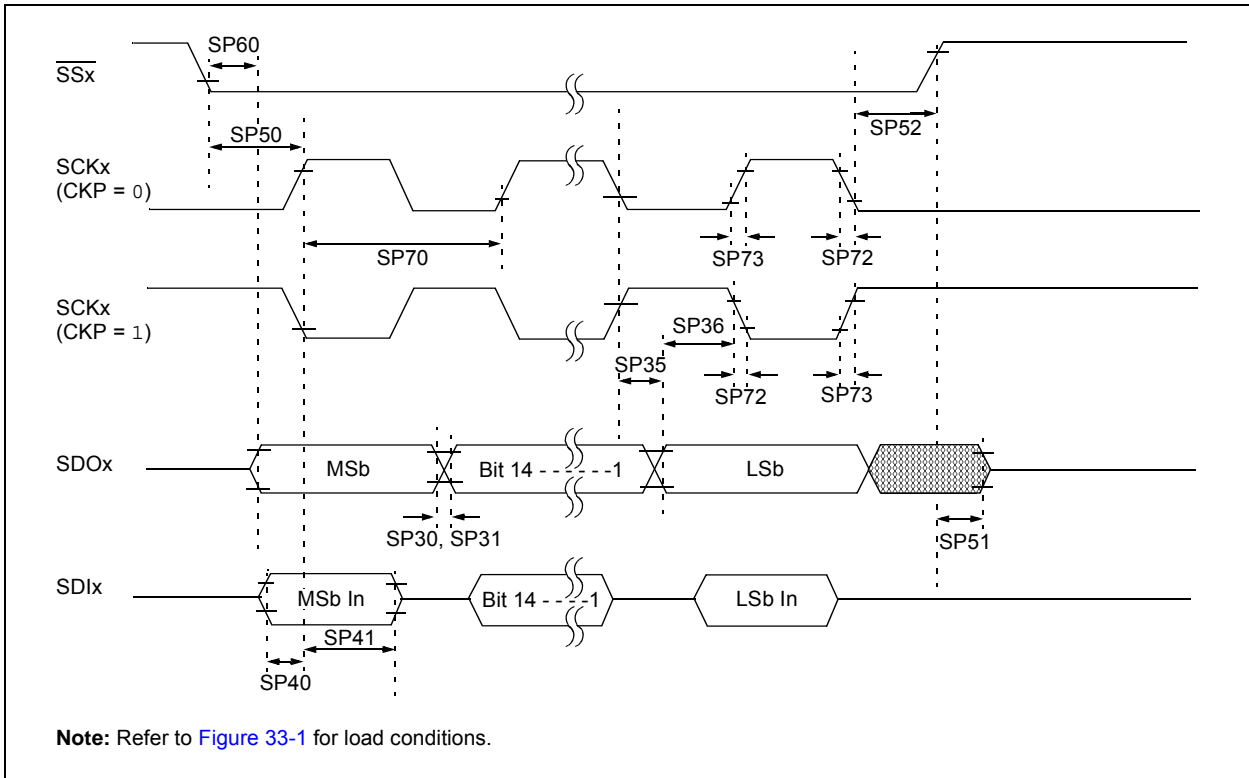 SP60
SSx
SP50
SP52
SCKx
(CKP = 0)
SP70
SP73
SP72
SCKx
(CKP = 1)
SP36
SP35
SP72
SP73
SDOx
MSb
Bit 14 - - - - - - -1
LSb
SP30, SP31
SP51
SDIx
MSb In
Bit 14 - - - -1
LSb In
SP41
SP40
Note: Refer to Figure 33-1 for load conditions.